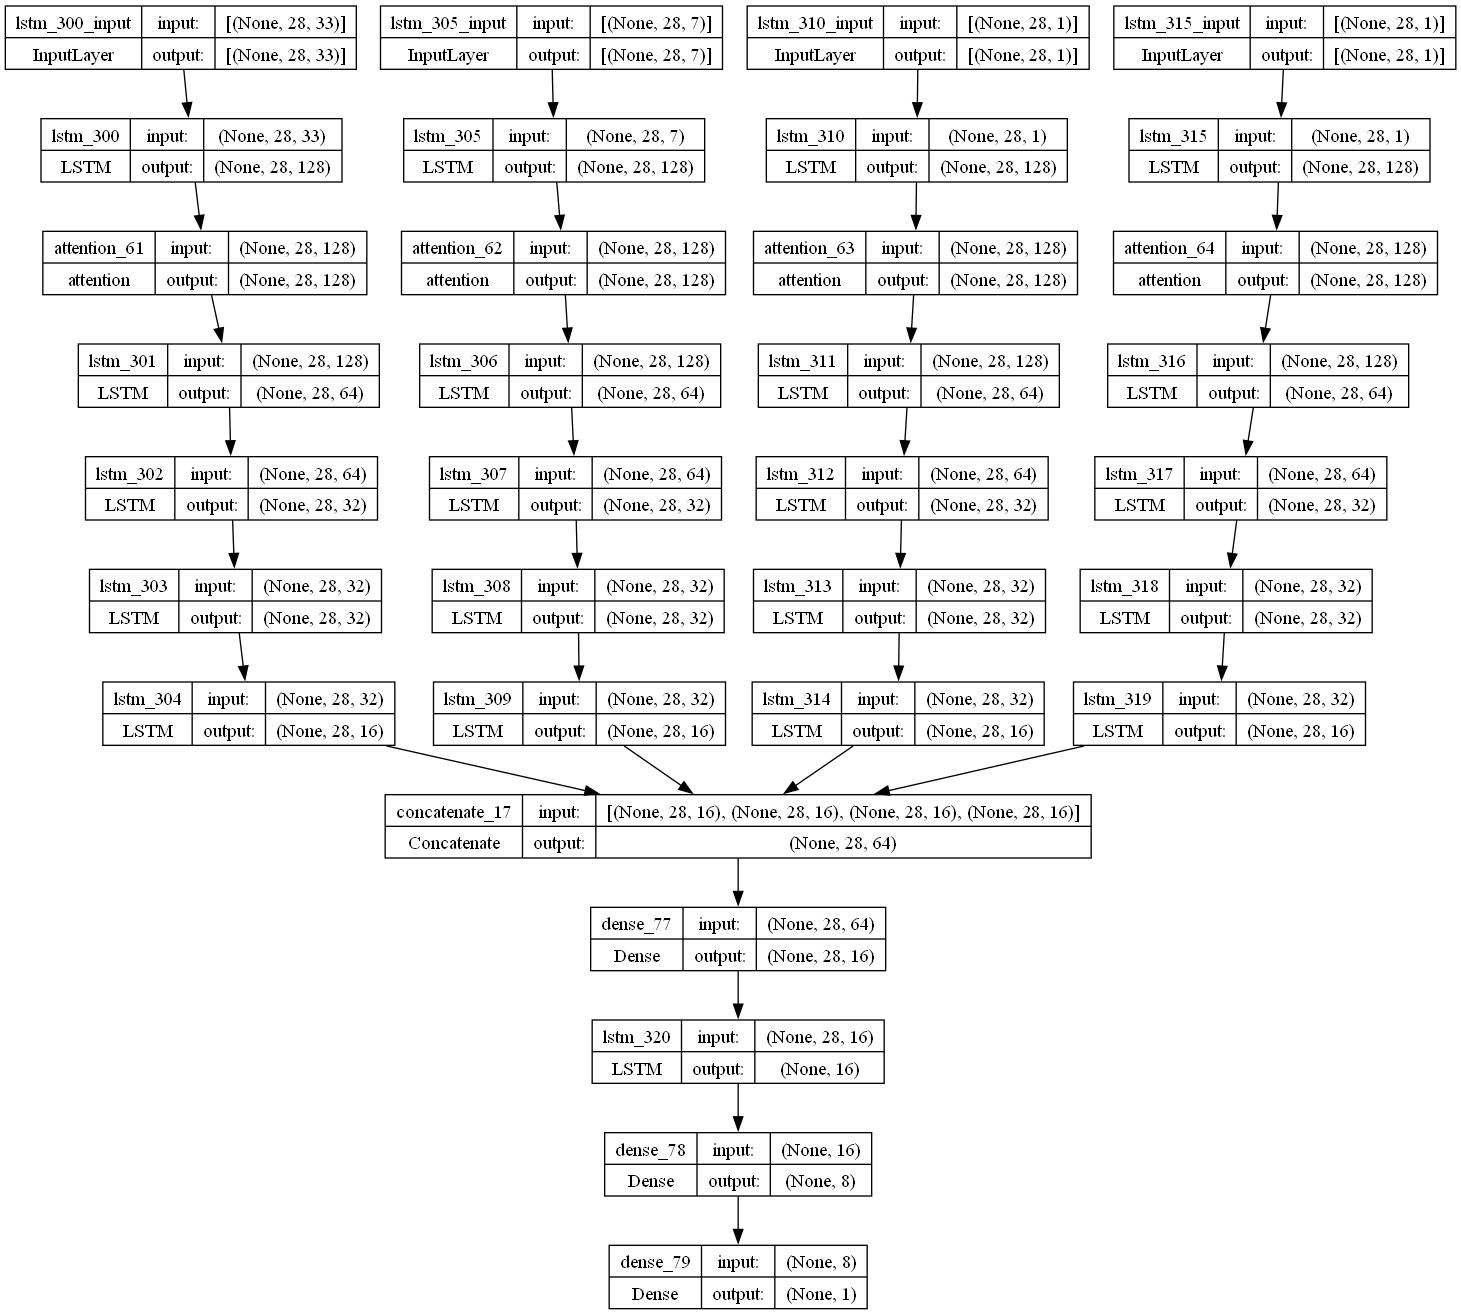 lstm_300_input input: [(None, 28, 33)] lstm_305_input input: [(None, 28, 7)] lstm_310_input input: [(None, 28, 1)] lstm_315_input input: [(None, 28, 1)]
InputLayer output: [(None, 28, 33)] InputLayer output: [(None, 28, 7)] InputLayer output: [(None, 28, 1)] InputLayer output: [(None, 28, 1)]
lstm_300 input: (None, 28, 33) lstm_305 input: (None, 28, 7) lstm_310 input: (None, 28, 1) lstm_315 input: (None, 28, 1)
LSTM output: (None, 28, 128) LSTM output: (None, 28, 128) LSTM output: (None, 28, 128) LSTM output: (None, 28, 128)
attention_61 input: (None, 28, 128) attention_62 input: (None, 28, 128) attention_63 input: (None, 28, 128) attention_64 input: (None, 28, 128)
attention output: (None, 28, 128) attention output: (None, 28, 128) attention output: (None, 28, 128) attention output: (None, 28, 128)
lstm_301 input: (None, 28, 128) lstm_306 input: (None, 28, 128) lstm_311 input: (None, 28, 128) lstm_316 input: (None, 28, 128)
LSTM output: (None, 28, 64) LSTM output: (None, 28, 64) LSTM output: (None, 28, 64) LSTM output: (None, 28, 64)
lstm_302 input: (None, 28, 64) lstm_307 input: (None, 28, 64) lstm_312 input: (None, 28, 64) lstm_317 input: (None, 28, 64)
LSTM output: (None, 28, 32) LSTM output: (None, 28, 32) LSTM output: (None, 28, 32) LSTM output: (None, 28, 32)
lstm_303 input: (None, 28, 32) lstm_308 input: (None, 28, 32) lstm_313 input: (None, 28, 32) lstm_318 input: (None, 28, 32)
LSTM output: (None, 28, 32) LSTM output: (None, 28, 32) LSTM output: (None, 28, 32) LSTM output: (None, 28, 32)
lstm_304 input: (None, 28, 32) lstm_309 input: (None, 28, 32) lstm_314 input: (None, 28, 32) lstm_319 input: (None, 28, 32)
LSTM output: (None, 28, 16) LSTM output: (None, 28, 16) LSTM output: (None, 28, 16) LSTM output: (None, 28, 16)
concatenate_17 input: [(None, 28, 16), (None, 28, 16), (None, 28, 16), (None, 28, 16)]
Concatenate output: (None, 28, 64)
dense_77 input: (None, 28, 64)
Dense output: (None, 28, 16)
lstm_320 input: (None, 28, 16)
LSTM output: (None, 16)
dense_78 input: (None, 16)
Dense output: (None, 8)
dense_79 input: (None, 8)
Dense output: (None, 1)